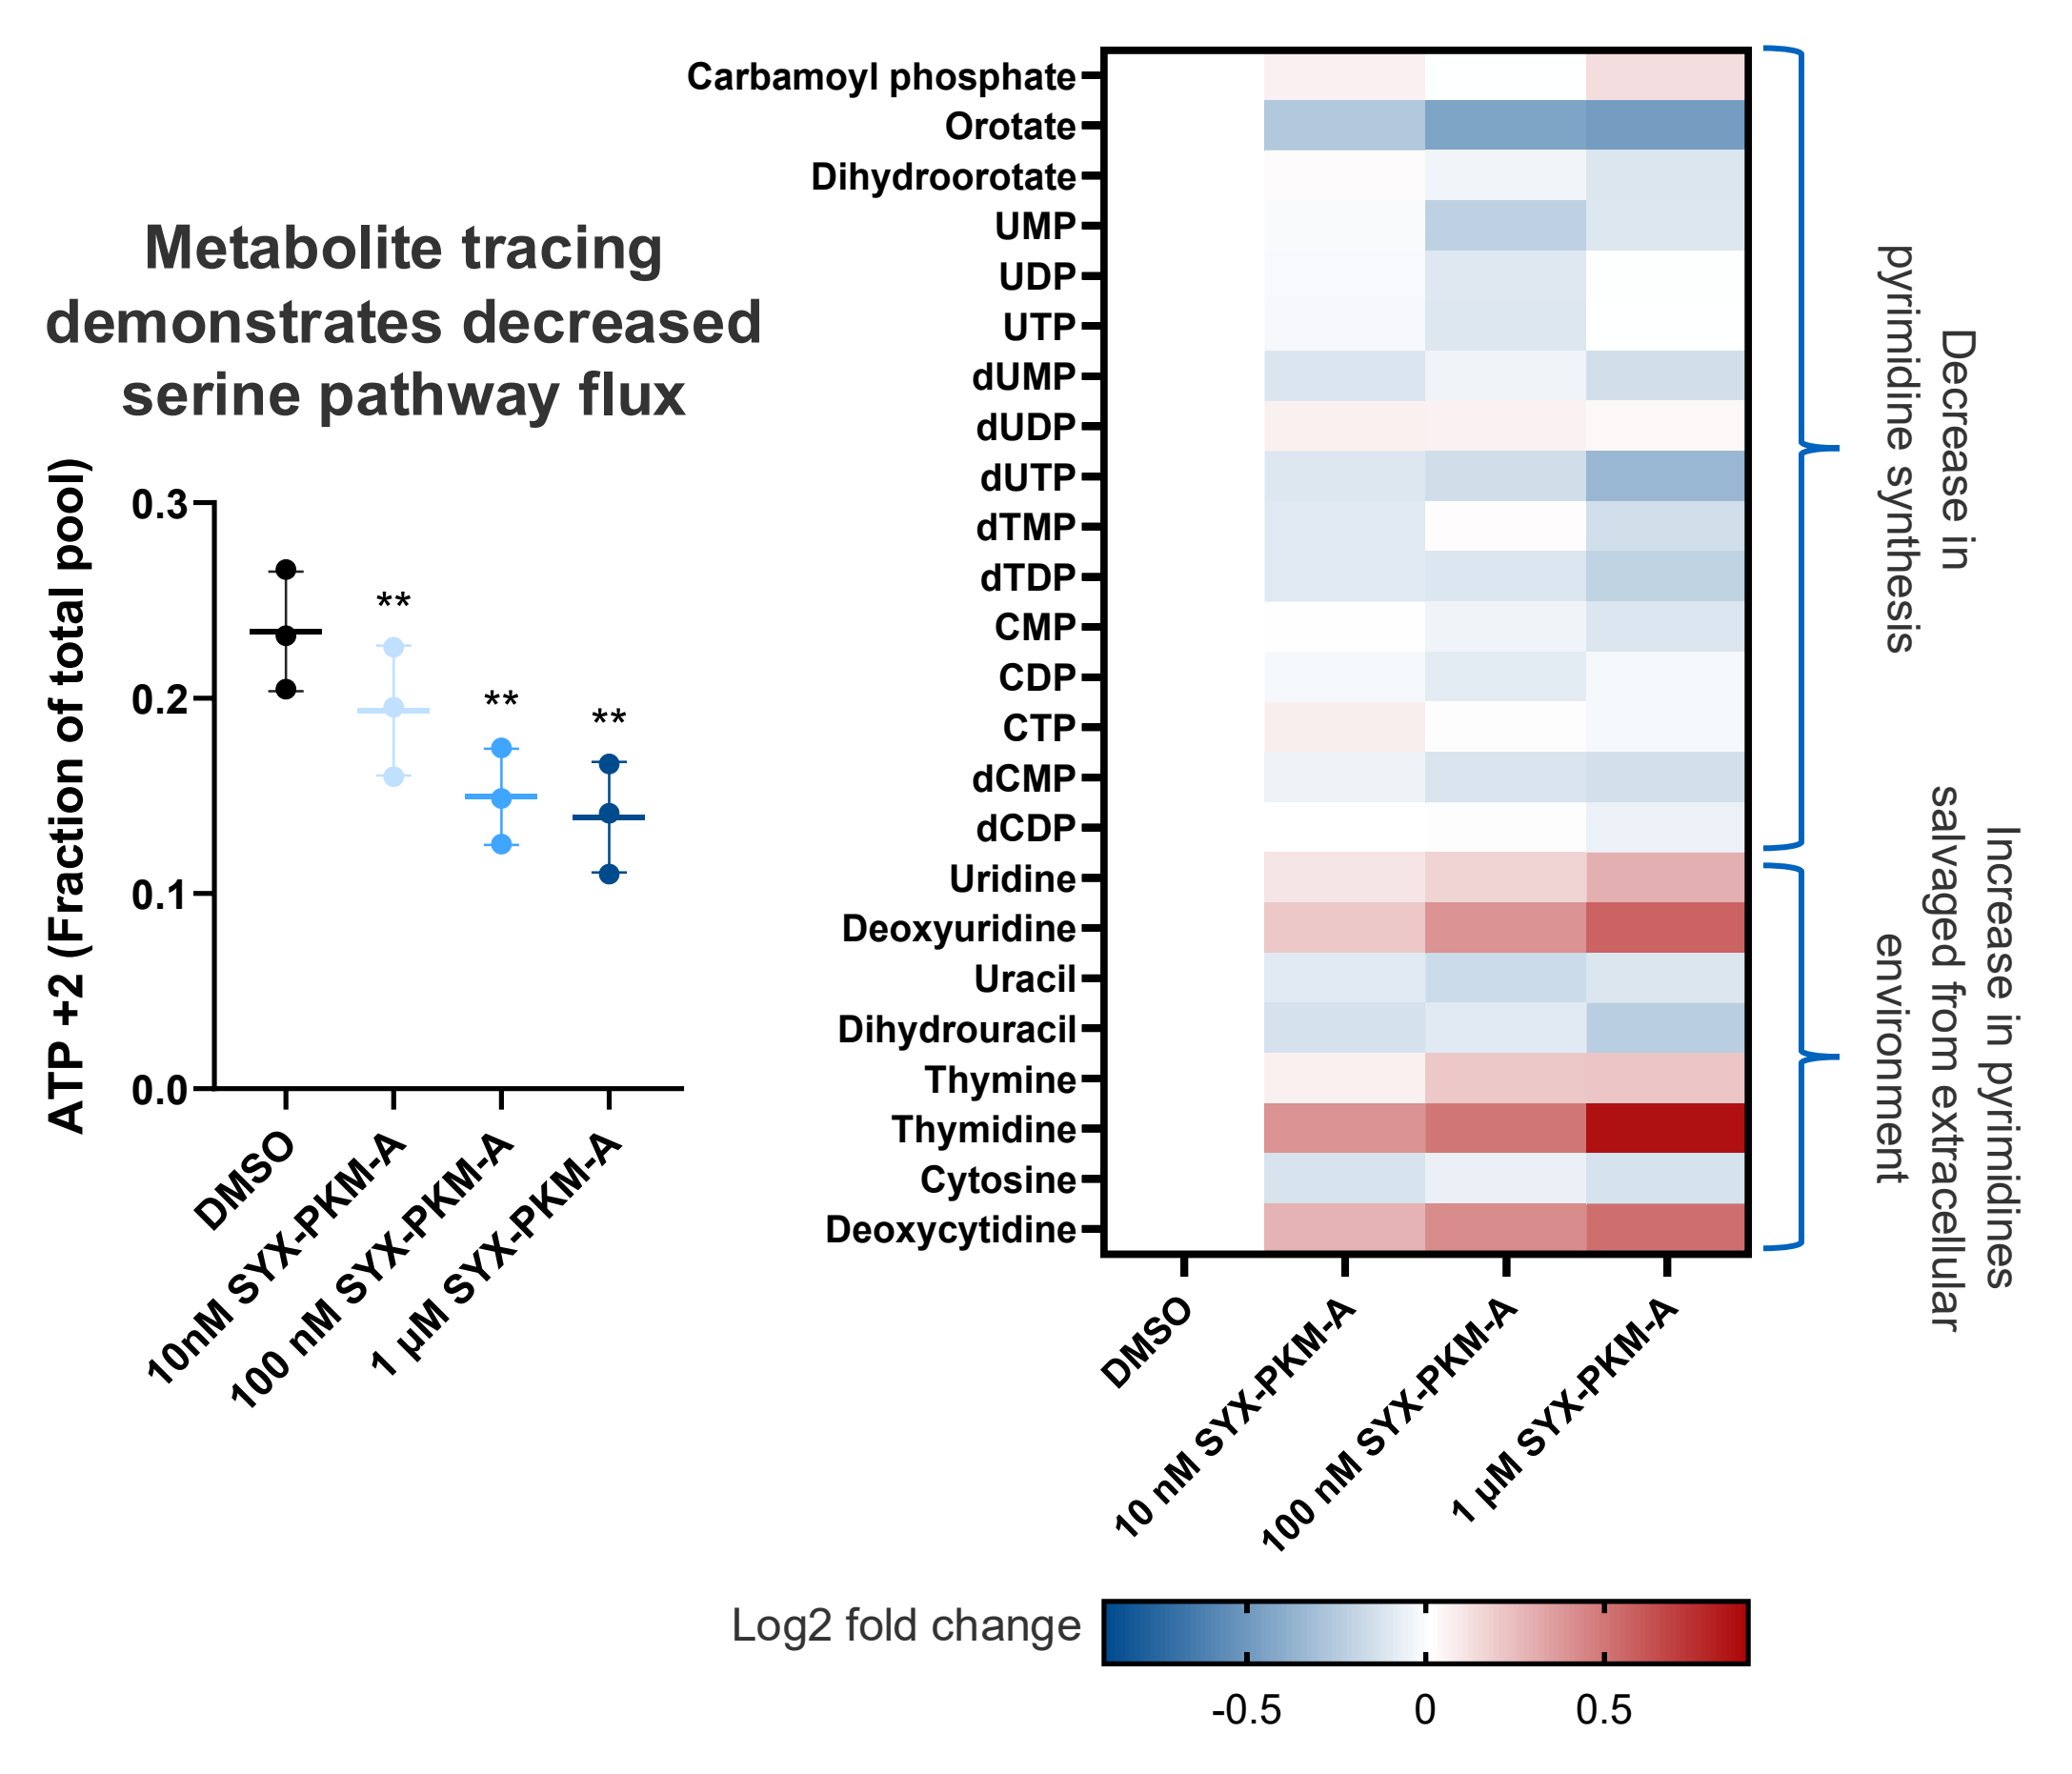 Metabolite tracing
demonstrates decreased
serine pathway flux
ATP +2 (Fraction of total pool)
0.3
0.2
0.1
0.0
**
**
**
DMSO
10nM SYX-PKM-A
100 nM SYX-PKM-A
1 µM SYX-PKM-A
Carbamoyl phosphate
Orotate
Dihydroorotate
UMP
UDP
UTP
dUMP
dUDP
dUTP
dTMP
dTDP
CMP
CDP
CTP
dCMP
dCDP
Uridine
Deoxyuridine
Uracil
Dihydrouracil
Thymine
Thymidine
Cytosine
Deoxycytidine
DMSO
10 nM SYX-PKM-A
100 nM SYX-PKM-A
1 µM SYX-PKM-A
Decrease in
pyrimidine synthesis
Increase in pyrimidines
salvaged from extracellular
environment
Log2 fold change
-0.5
0
0.5